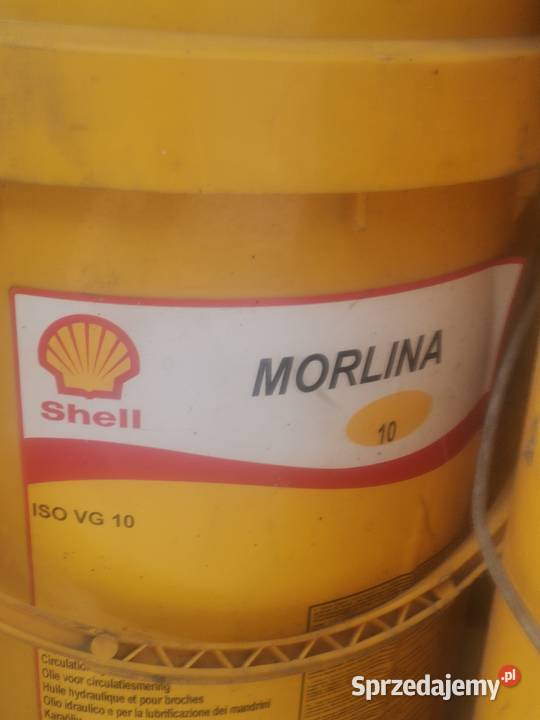 MORLINA
Shell
10
ISO VG 10
Olie voor circulatiesmering
Huile hydraulique et pour broches
Olio idraulico e per la lubrificazione dei mandrini
Sprzedajemy.pl